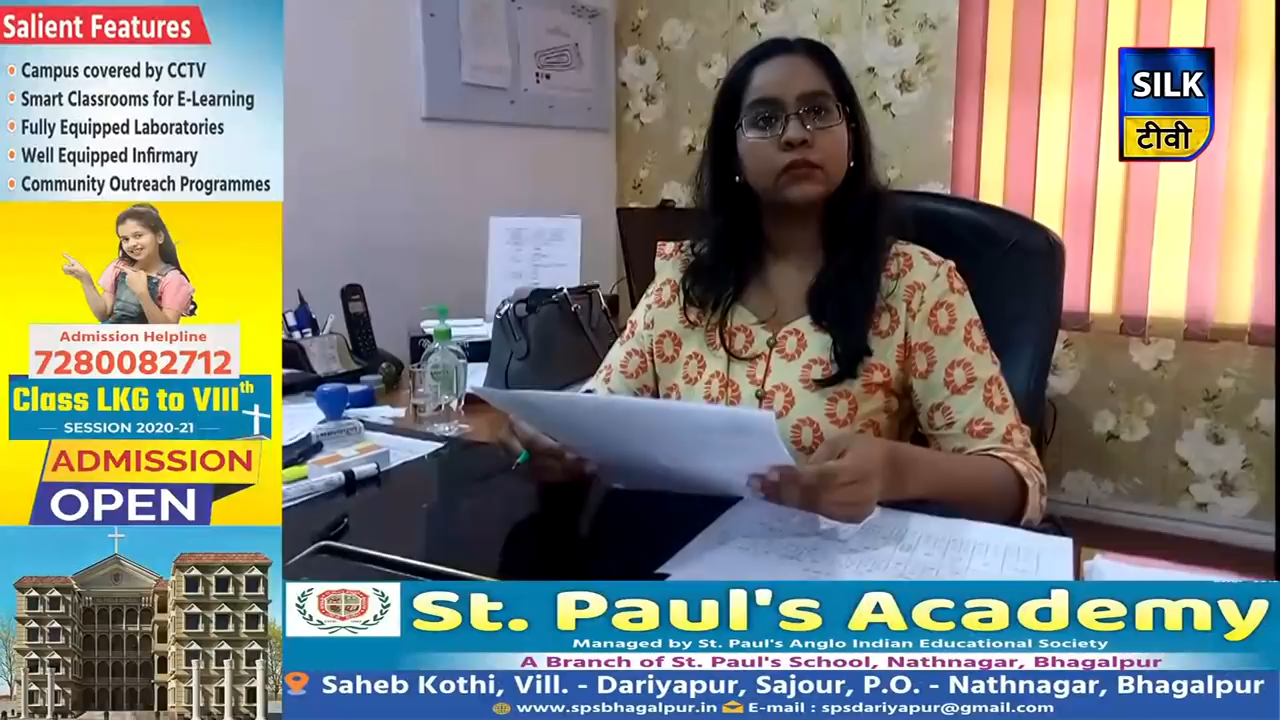 Salient Features
• Campus covered by CCTV
• Smart Classrooms for E-Learning
• Fully Equipped Laboratories
• Well Equipped Infirmary
• Community Outreach Programmes
Admission Helpline
7280082712
Class LKG to VIIIth
SESSION 2020-21
ADMISSION
OPEN
SILK
टीवी
St. Paul's Academy
Managed by St. Paul's Anglo Indian Educational Society
A Branch of St. Paul's School, Nathnagar, Bhagalpur
Saheb Kothi, Vill. - Dariyapur, Sajour, P.O. - Nathnagar, Bhagalpur
www.spsbhagalpur.in E-mail : spsdariyapur@gmail.com